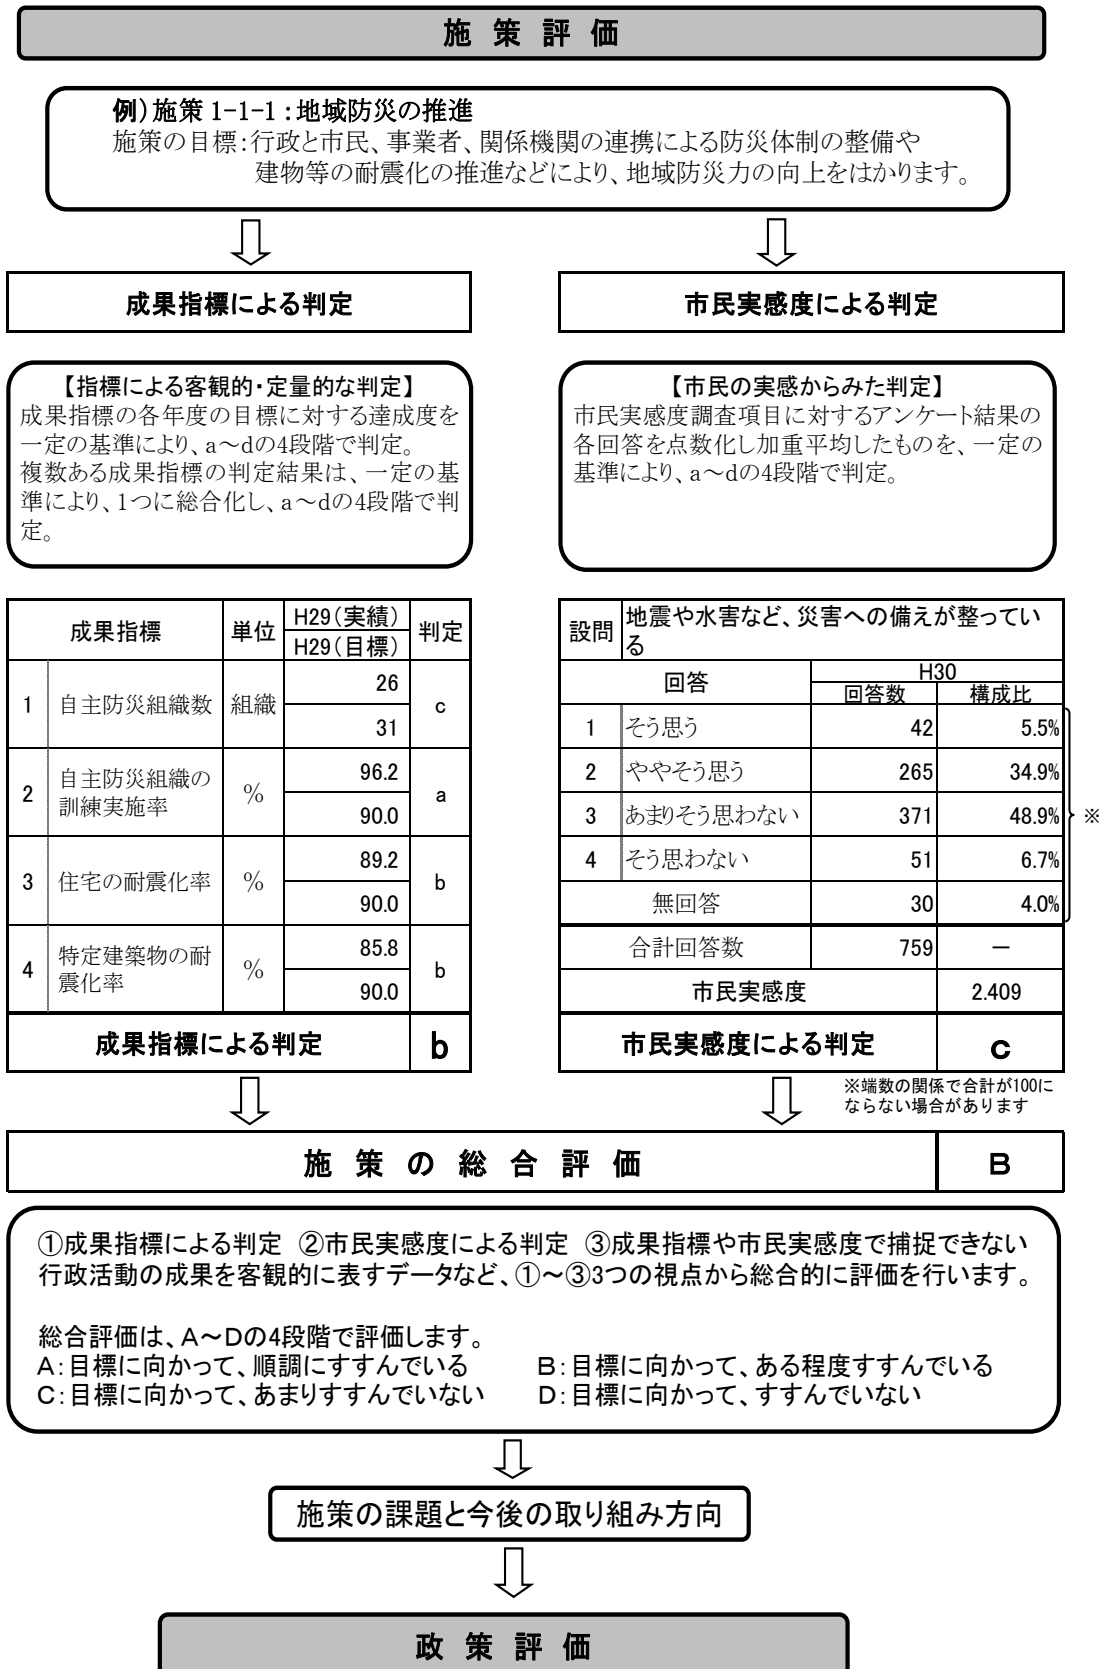 施策評価
例)施策 1-1-1：地域防災の推進
施策の目標：行政と市民、事業者、関係機関の連携による防災体制の整備や
建物等の耐震化の推進などにより、地域防災力の向上をはかります。
成果指標による判定
市民実感度による判定
【指標による客観的・定量的な判定】
成果指標の各年度の目標に対する達成度を
一定の基準により、a～dの4段階で判定。
複数ある成果指標の判定結果は、一定の基
準により、1つに総合化し、a～dの4段階で判
定。
【市民の実感からみた判定】
市民実感度調査項目に対するアンケート結果の
各回答を点数化し加重平均したものを、一定の
基準により、a～dの4段階で判定。
成果指標 単位 H29(実績) 判定
H29(目標)
1 自主防災組織数 組織 26 c
31
2 自主防災組織の
訓練実施率 % 96.2 a
90.0
3 住宅の耐震化率 % 89.2 b
90.0
4 特定建築物の耐
震化率 % 85.8 b
90.0
成果指標による判定 b
設問 地震や水害など、災害への備えが整ってい
る
回答 H30
回答数 構成比
1 そう思う 42 5.5%
2 ややそう思う 265 34.9%
3 あまりそう思わない 371 48.9% ※
4 そう思わない 51 6.7%
無回答 30 4.0%
合計回答数 759 －
市民実感度 2.409
市民実感度による判定 c
※端数の関係で合計が100に
ならない場合があります
施策の総合評価 B
①成果指標による判定 ②市民実感度による判定 ③成果指標や市民実感度で捕捉できない
行政活動の成果を客観的に表すデータなど、①～③3つの視点から総合的に評価を行います。
総合評価は、A～Dの4段階で評価します。
A：目標に向かって、順調にすすんでいる B：目標に向かって、ある程度すすんでいる
C：目標に向かって、あまりすすんでいない D：目標に向かって、すすんでいない
施策の課題と今後の取り組み方向
政策評価